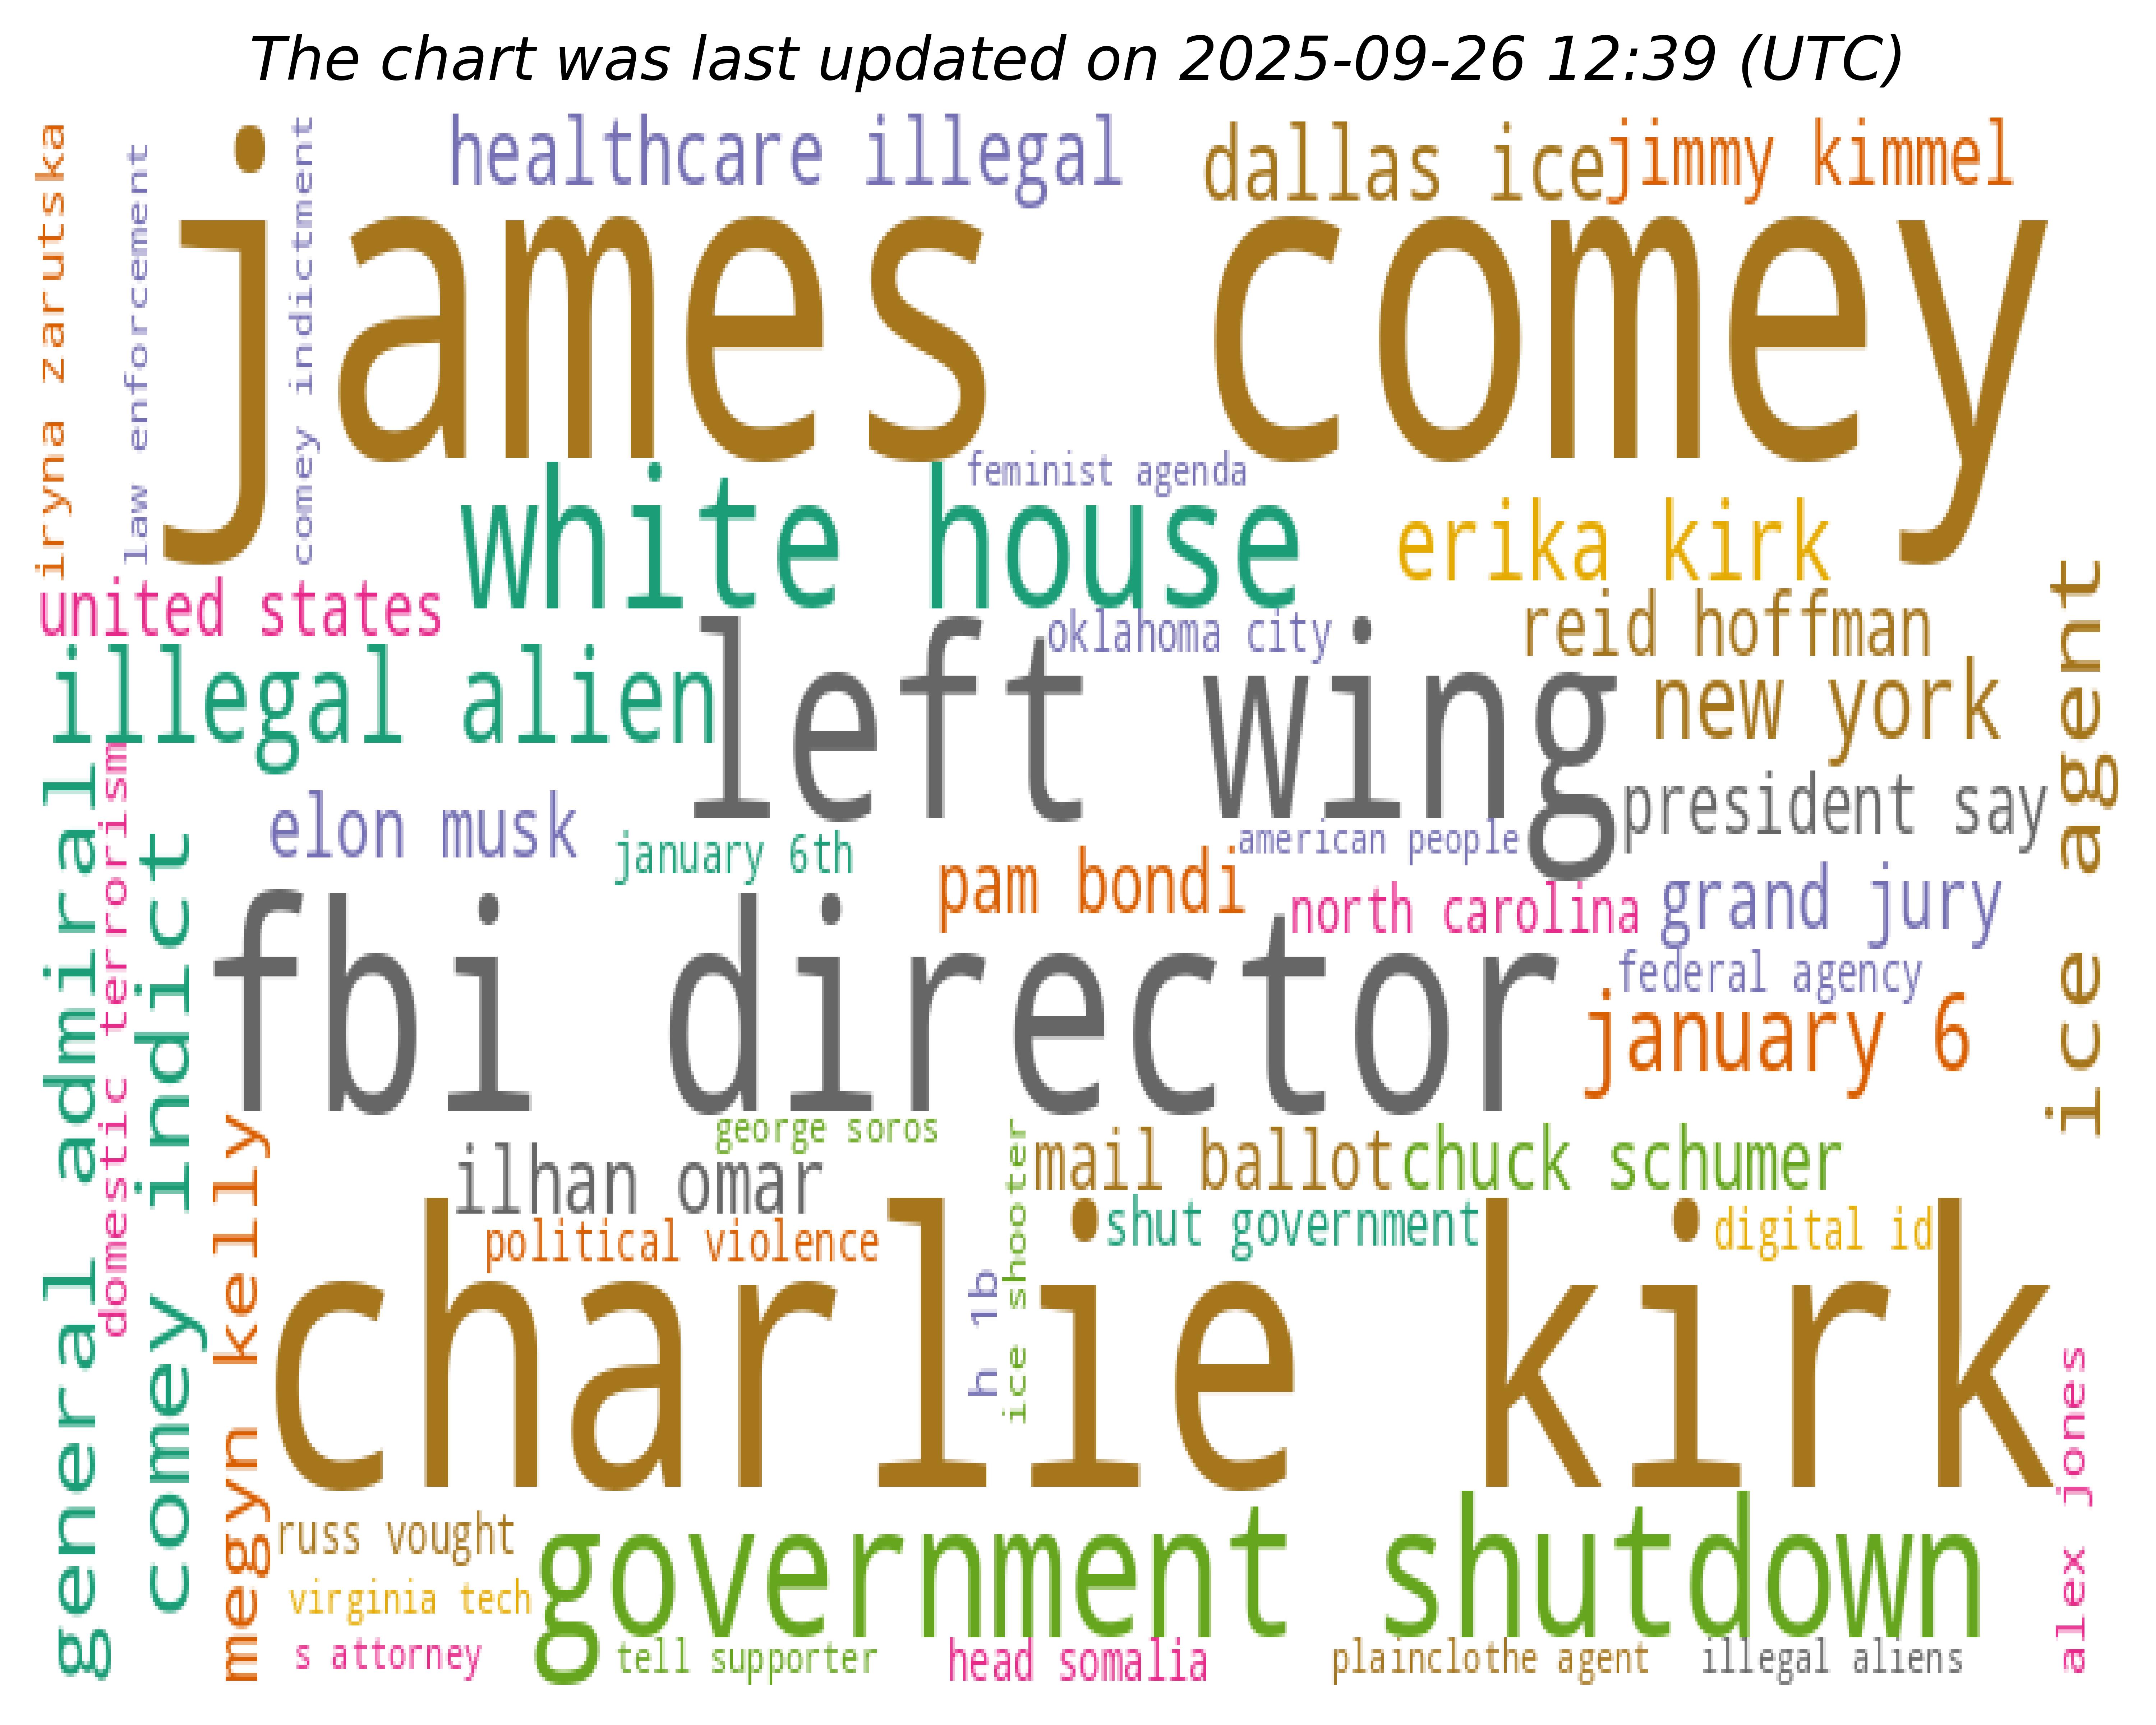 The chart was last updated on 2025-09-26 12:39 (UTC)
healthcare illegal
dallas ice
jimmy kimmel
iryna zarutska
law enforcement
comey indictment
james comey
feminist agenda
white house
erika kirk
united states
oklahoma city
reid hoffman
illegal alien
left wing
new york
ice agent
president say
elon musk
january 6th
american people
pam bondi
north carolina
grand jury
general admiral
domestic terrorism
comey indict
fbi director
federal agency
january 6
george soros
megyn kelly
ilhan omar
mail ballot
chuck schumer
political violence
ice shooter
h 1b
shut government
digital id
charlie kirk
alex jones
russ vought
government shutdown
virginia tech
s attorney
tell supporter
head somalia
plainclothe agent
illegal aliens